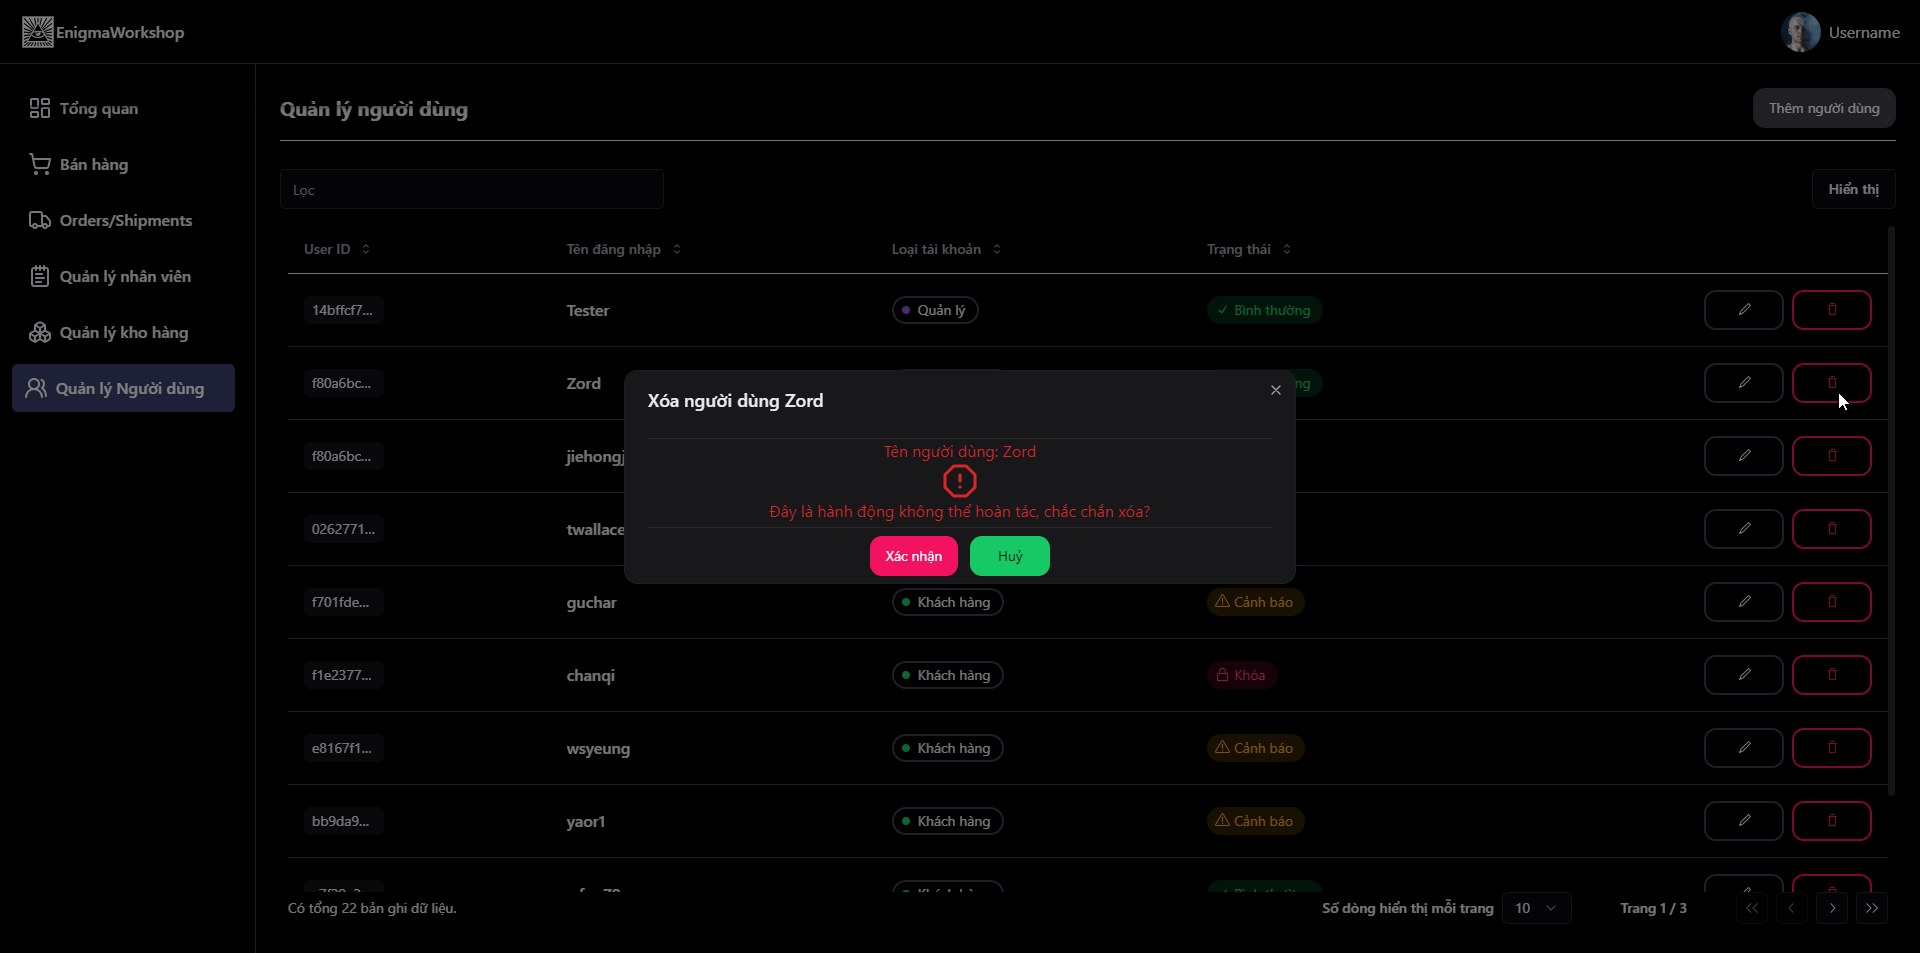 EnigmaWorkshop
Username
Tổng quan
Bán hàng
Orders/Shipments
Quản lý nhân viên
Quản lý kho hàng
Quản lý Người dùng
Quản lý người dùng
Thêm người dùng
Lọc
Hiển thị
User ID
Tên đăng nhập
Loại tài khoản
Trạng thái
14bffcf7...
Tester
Quản lý
Bình thường
f80a6bc...
Zord
ng
f80a6bc...
jiehongj
0262771...
twallace
Xóa người dùng Zord
Tên người dùng: Zord
Đây là hành động không thể hoàn tác, chắc chắn xóa?
Xác nhận
Huỷ
f701fde...
guchar
Khách hàng
Cảnh báo
f1e2377...
chanqi
Khách hàng
Khóa
e8167f1...
wsyeung
Khách hàng
Cảnh báo
bb9da9...
yaor1
Khách hàng
Cảnh báo
Có tổng 22 bản ghi dữ liệu.
Số dòng hiển thị mỗi trang
10
Trang 1 / 3